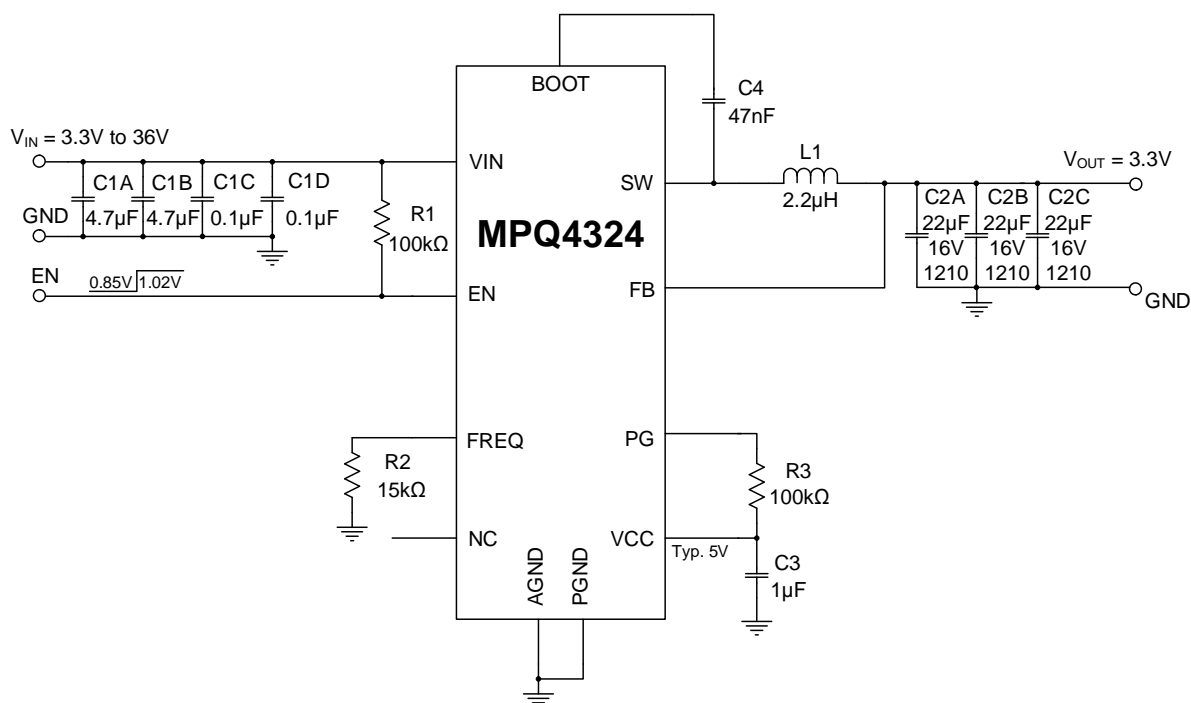 BOOT
C4
47nF
V_IN = 3.3V to 36V
VIN
C1A C1B C1C C1D
4.7µF 4.7µF 0.1µF 0.1µF
GND
R1
100kΩ
SW
L1
2.2µH
V_OUT = 3.3V
C2A C2B C2C
22µF 22µF 22µF
16V 16V 16V
1210 1210 1210
MPQ4324
EN
0.85V 1.02V
EN
FB
GND
FREQ
R2
15kΩ
PG
R3
100kΩ
NC
VCC
Typ. 5V
C3
1µF
AGND
PGND